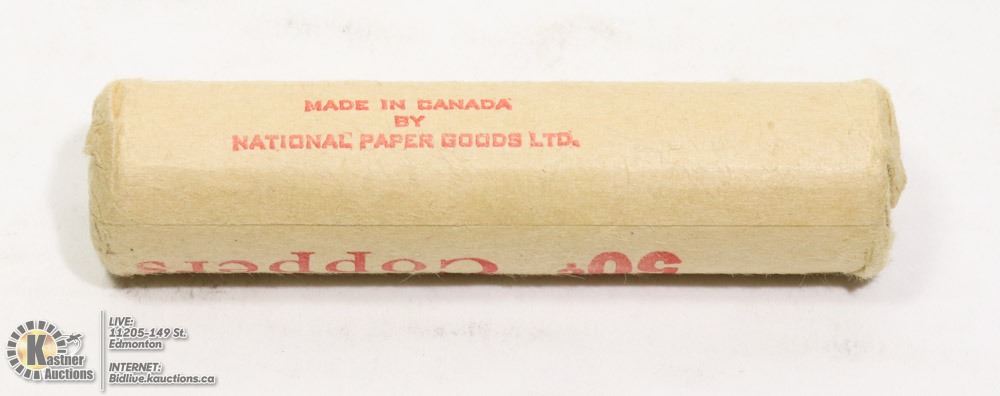 MADE IN CANADA
BY
NATIONAL PAPER GOODS LTD.
50¢ Coppers
Kastner
Auctions
LIVE:
11205-149 St.
Edmonton
INTERNET:
Bidlive.kauctions.ca